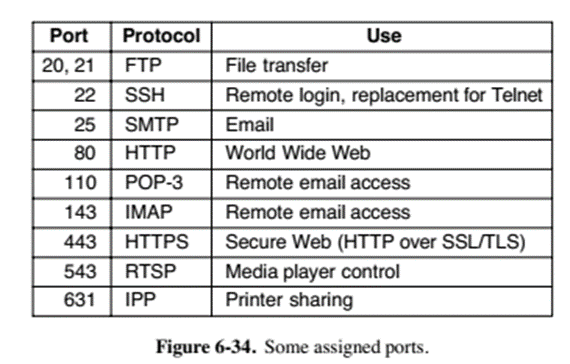 Port Protocol Use
20, 21 FTP File transfer
22 SSH Remote login, replacement for Telnet
25 SMTP Email
80 HTTP World Wide Web
110 POP-3 Remote email access
143 IMAP Remote email access
443 HTTPS Secure Web (HTTP over SSL/TLS)
543 RTSP Media player control
631 IPP Printer sharing
Figure 6-34. Some assigned ports.